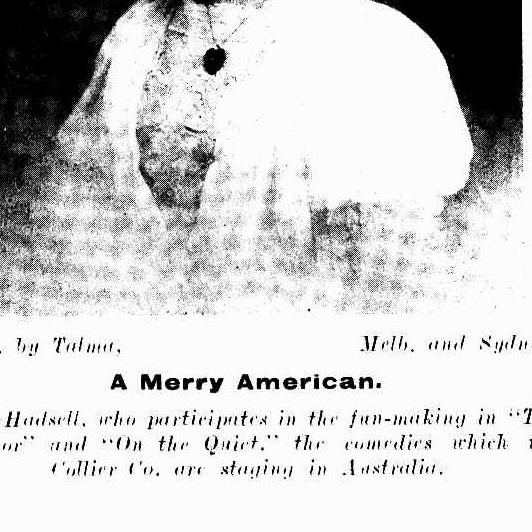 , by Talma,
Melb. and Sydn
A Merry American.
Hadsell, who participates in the fun-making in "T
or" and "On the Quiet," the comedies which
Collier Co. are staging in Australia.